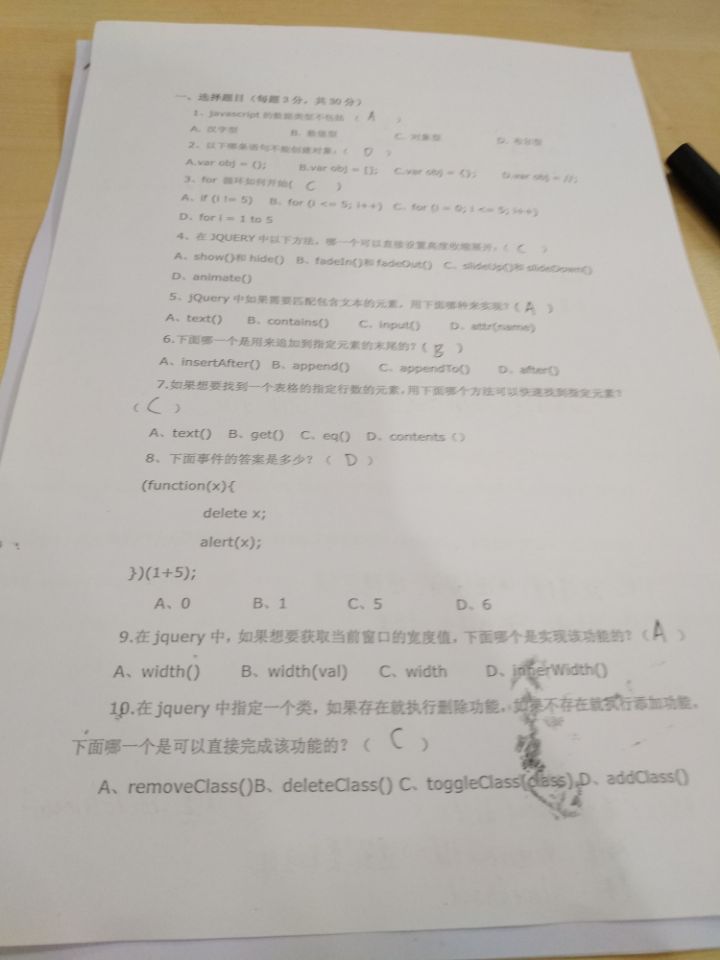 一、选择题目（每题3分，共30分）
1、javascript 的数据类型不包括 （ A ）
A、汉字型 B、数值型 C、对象型 D、布尔型
2、以下哪条语句不能创建对象：（ D ）
A.var obj = (); B.var obj = []; C.var obj = {}; D.var obj = //;
3、for 循环如何开始( C )
A、if (i != 5) B、for (i <= 5; i++) C、for (i = 0; i <= 5; i++)
D、for i = 1 to 5
4、在 JQUERY 中以下方法，哪一个可以直接设置高度收缩展开：（ C ）
A、show()和 hide() B、fadeIn()和 fadeOut() C、slideUp()和 slideDown()
D、animate()
5、jQuery 中如果需要匹配包含文本的元素，用下面哪种来实现?（ A ）
A、text() B、contains() C、input() D、attr(name)
6.下面哪一个是用来追加到指定元素的末尾的?（ B ）
A、insertAfter() B、append() C、appendTo() D、after()
7.如果想要找到一个表格的指定行数的元素，用下面哪个方法可以快速找到指定元素?
（ C ）
A、text() B、get() C、eq() D、contents（）
8、下面事件的答案是多少？（ D ）
(function(x){
delete x;
alert(x);
})(1+5);
A、0 B、1 C、5 D、6
9.在 jquery 中，如果想要获取当前窗口的宽度值，下面哪个是实现该功能的?（ A ）
A、width() B、width(val) C、width D、innerWidth()
10.在 jquery 中指定一个类，如果存在就执行删除功能，如果不存在就执行添加功能，
下面哪一个是可以直接完成该功能的？（ C ）
A、removeClass()B、deleteClass() C、toggleClass(class) D、addClass()